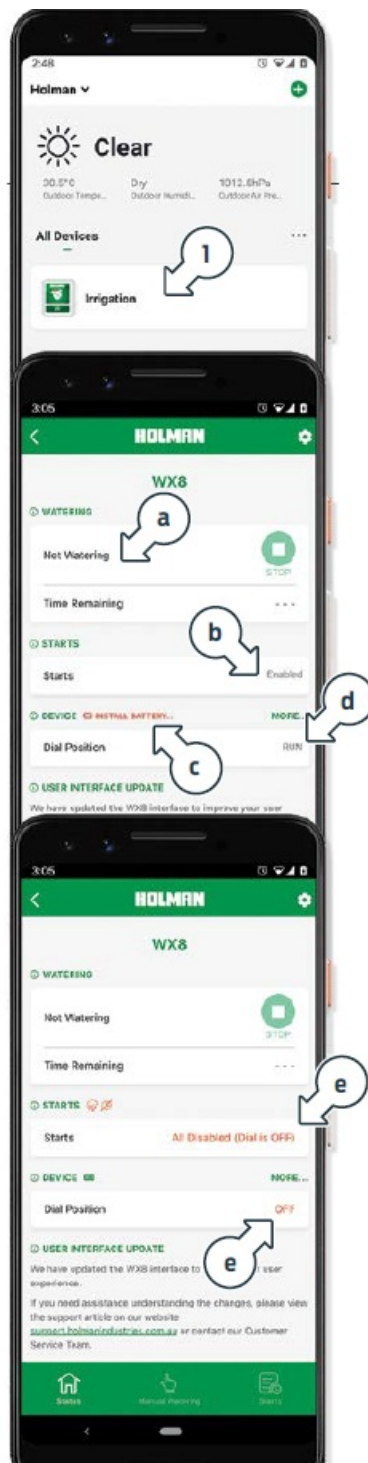 2:48
Holman
Clear
30.5°C Dry 1012.6hPa
Outdoor Tempe... Outdoor Humidi... Outdoor Air Pre...
All Devices ...
1
Irrigation
3:05
HOLMAN
WX8
WATERING
a
Not Watering
STOP
Time Remaining - - -
b
STARTS
Starts Enabled
d
DEVICE INSTALL BATTERY... MORE...
Dial Position RUN
c
USER INTERFACE UPDATE
We have updated the WX8 interface to improve your user
3:05
HOLMAN
WX8
WATERING
Not Watering
STOP
Time Remaining - - -
e
STARTS
Starts All Disabled (Dial is OFF)
DEVICE MORE...
Dial Position OFF
e
USER INTERFACE UPDATE
We have updated the WX8 interface to user
experience.
If you need assistance understanding the changes, please view
the support article on our website
support.holmanindustries.com.au or contact our Customer
Service Team.
Status Manual Watering Starts